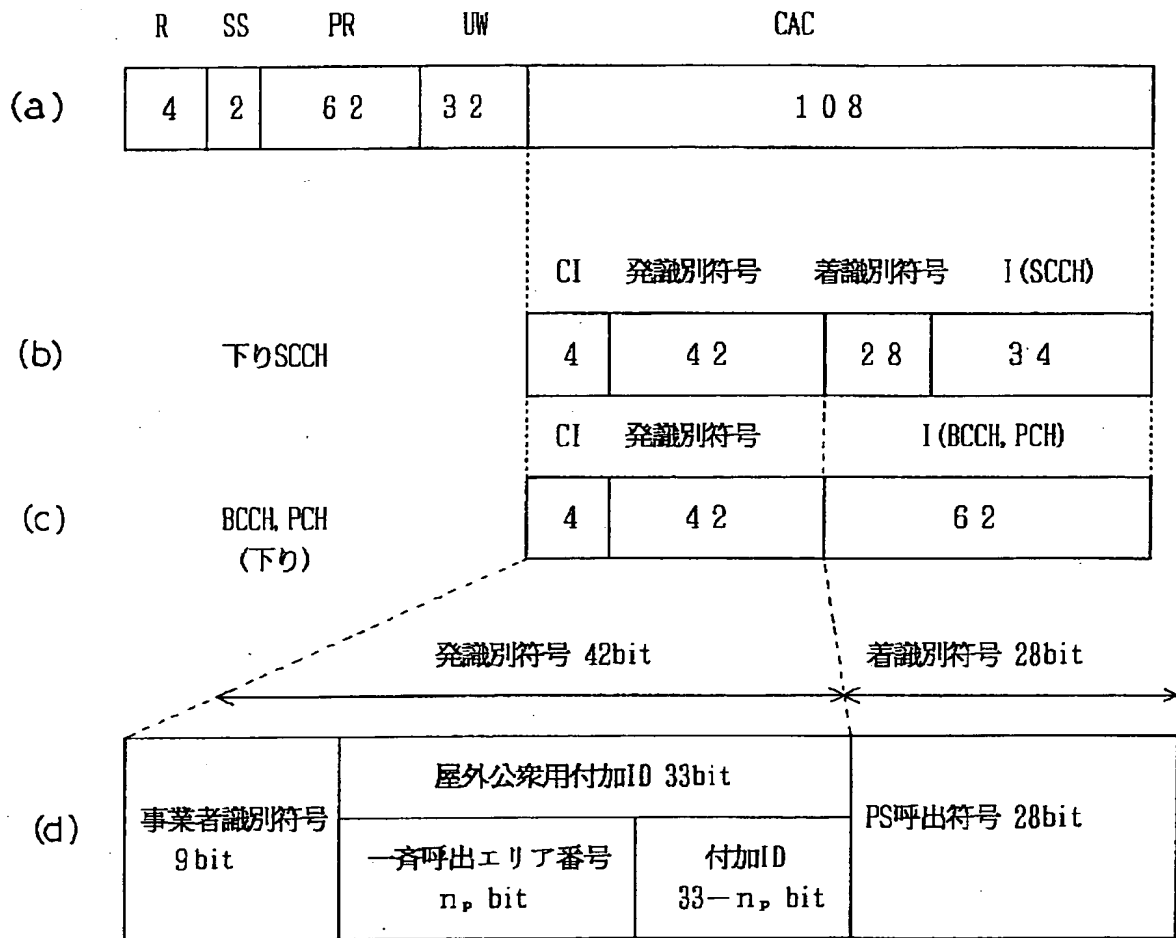 R SS PR UW CAC
(a) 4 2 62 32 108
CI 発識別符号 着識別符号 I(SCCH)
(b) 下りSCCH 4 42 28 34
CI 発識別符号 I(BCCH, PCH)
(c) BCCH, PCH 4 42 62
(下り)
発識別符号 42bit 着識別符号 28bit
屋外公衆用付加ID 33bit
(d) 事業者識別符号 PS呼出符号 28bit
9bit 一斉呼出エリア番号 付加ID
nP bit 33-nP bit